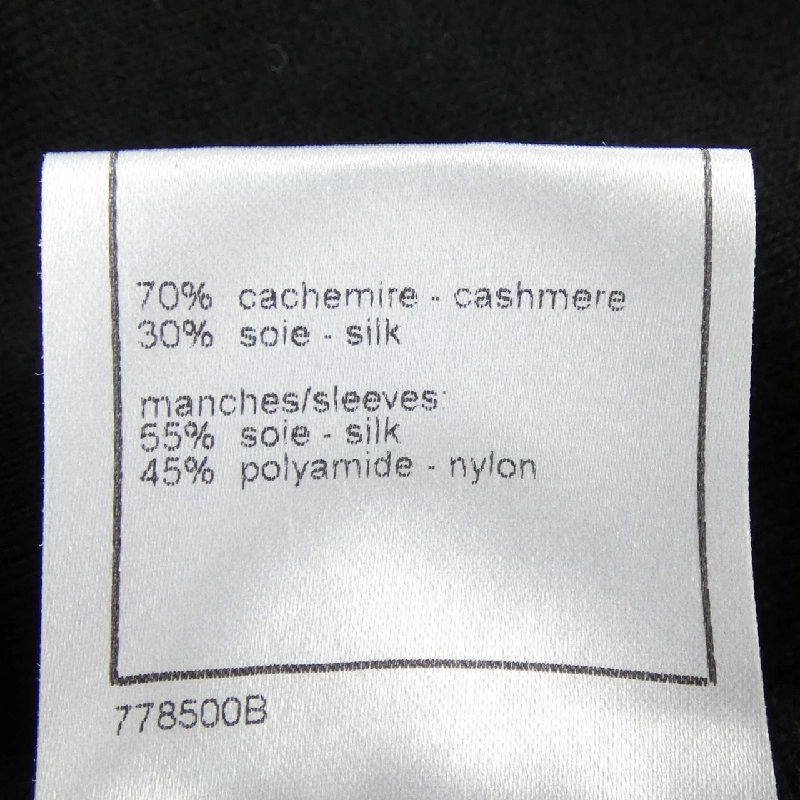 70% cachemire - cashmere
30% soie - silk
manches/sleeves:
55% soie - silk
45% polyamide - nylon
778500B